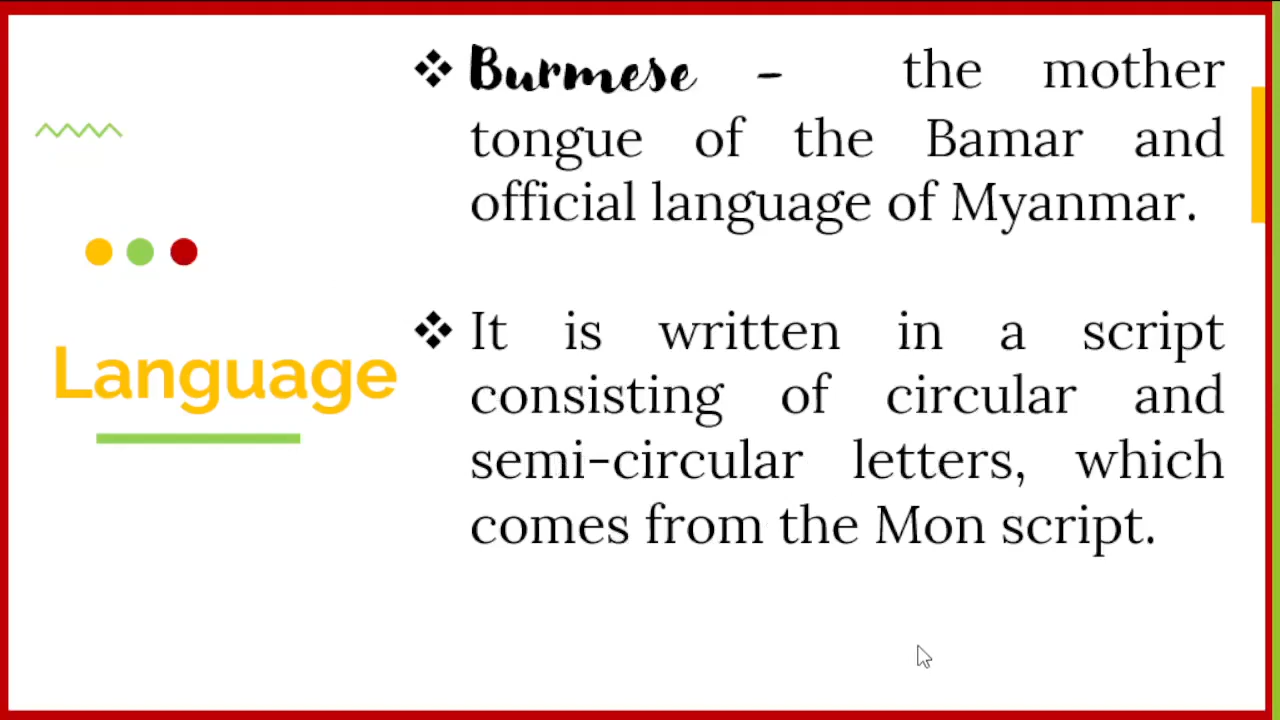 Burmese - the mother
tongue of the Bamar and
official language of Myanmar.
Language
It is written in a script
consisting of circular and
semi-circular letters, which
comes from the Mon script.